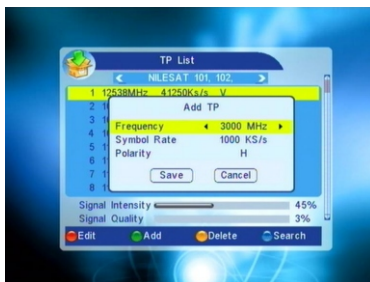 TP List
NILESAT 101, 102,
1 12538MHz 41250Ks/s V
Add TP
2
3
Frequency 3000 MHz
4
Symbol Rate 1000 KS/s
5
Polarity H
6
7
Save Cancel
8
Signal Intensity 45%
Signal Quality 3%
Edit Add Delete Search